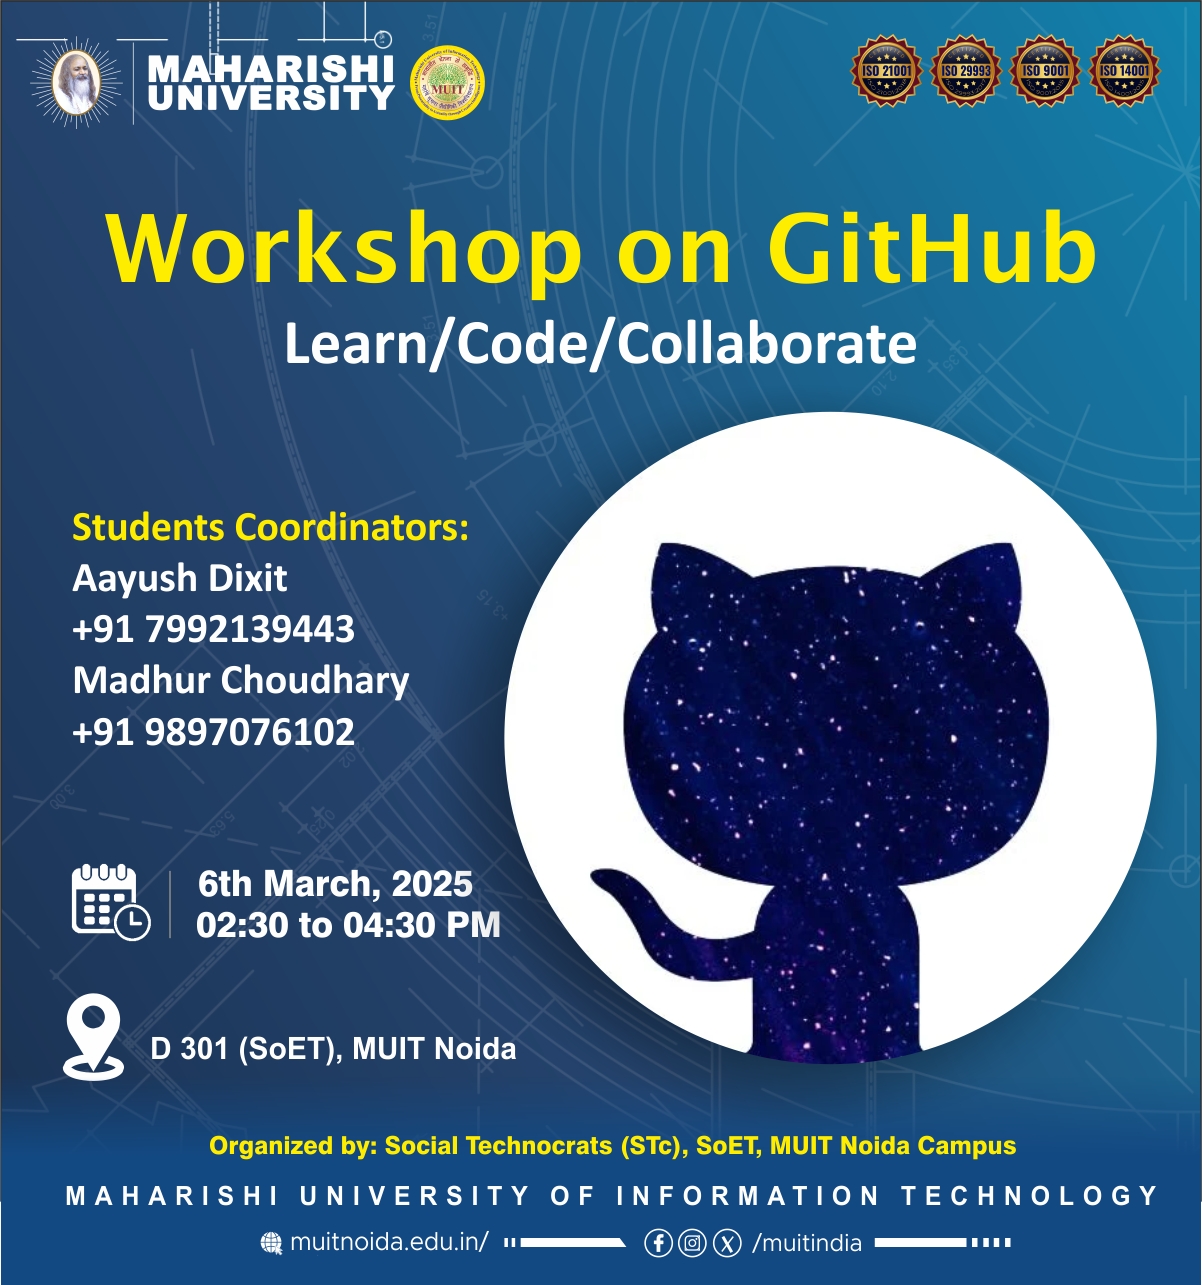 MAHARISHI
UNIVERSITY
MUIT
ISO 21001
ISO 29993
ISO 9001
ISO 14001
Workshop on GitHub
Learn/Code/Collaborate
Students Coordinators:
Aayush Dixit
+91 7992139443
Madhur Choudhary
+91 9897076102
6th March, 2025
02:30 to 04:30 PM
D 301 (SoET), MUIT Noida
Organized by: Social Technocrats (STc), SoET, MUIT Noida Campus
MAHARISHI UNIVERSITY OF INFORMATION TECHNOLOGY
muitnoida.edu.in/
/muitindia